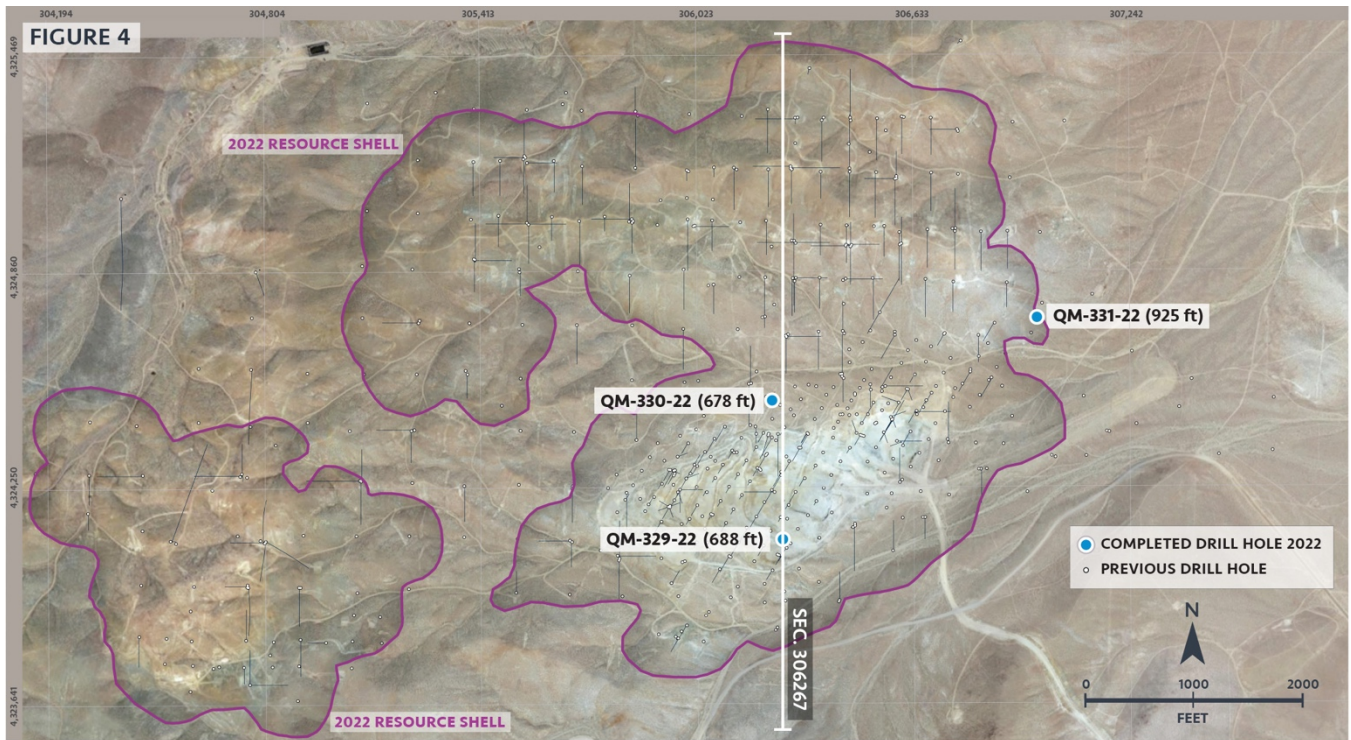 304,194
304,804
305,413
306,023
306,633
307,242
FIGURE 4
4,325,469
4,324,860
4,324,250
4,323,641
2022 RESOURCE SHELL
QM-331-22 (925 ft)
QM-330-22 (678 ft)
QM-329-22 (688 ft)
COMPLETED DRILL HOLE 2022
PREVIOUS DRILL HOLE
SEC. 306267
N
0
1000
2000
FEET
2022 RESOURCE SHELL